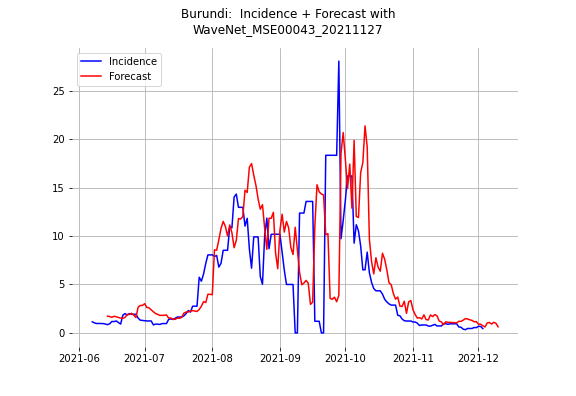 Burundi:  Incidence + Forecast with
WaveNet_MSE00043_20211127
Incidence
Forecast
25
20
15
10
5
0
2021-06 2021-07 2021-08 2021-09 2021-10 2021-11 2021-12